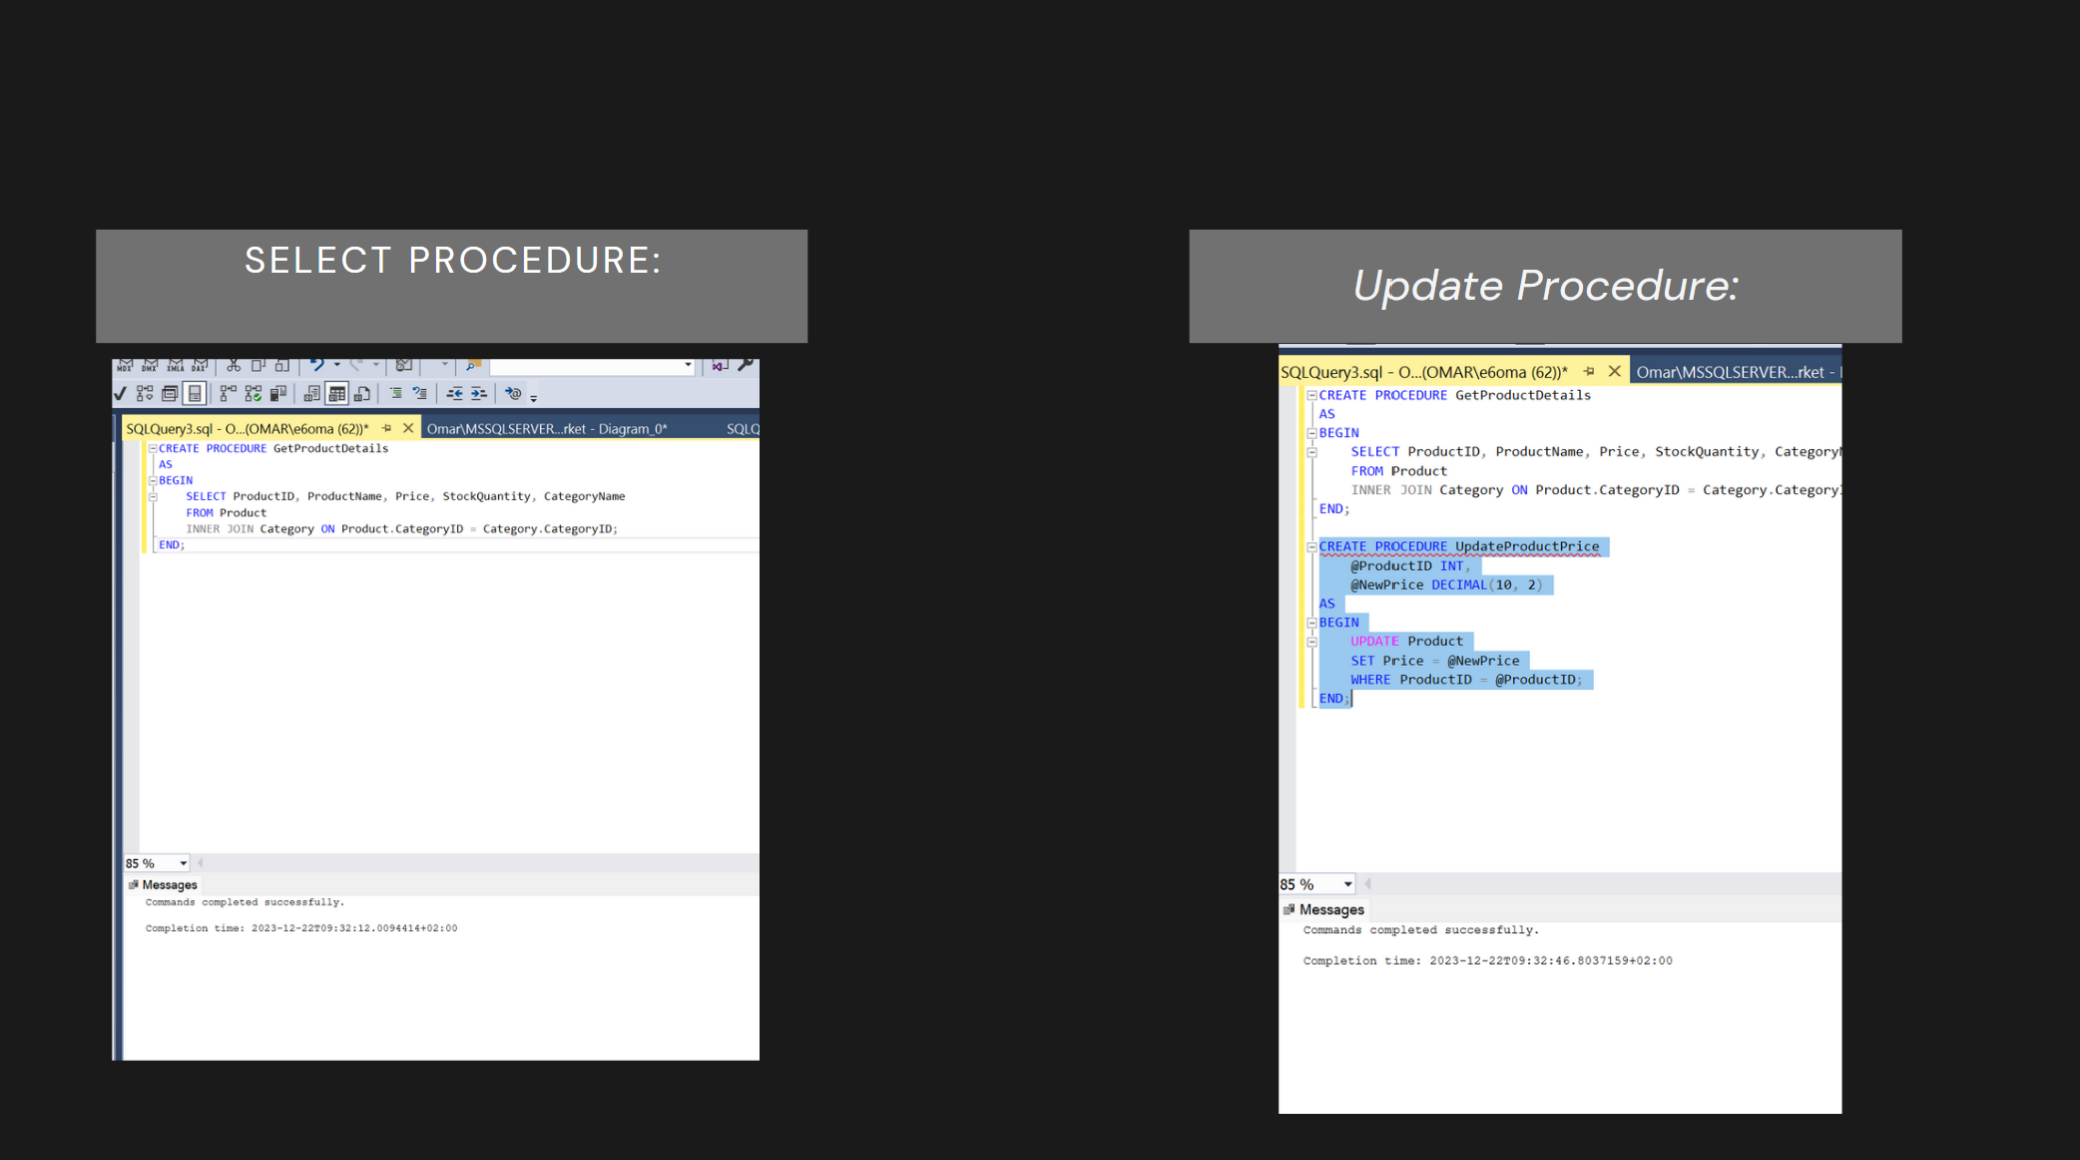 SELECT PROCEDURE:
MDX DMX XMLA DAX
SQLQuery3.sql - O...(OMAR\e6oma (62))* Omar\MSSQLSERVER...rket - Diagram_0* SQLQ
CREATE PROCEDURE GetProductDetails
AS
BEGIN
SELECT ProductID, ProductName, Price, StockQuantity, CategoryName
FROM Product
INNER JOIN Category ON Product.CategoryID = Category.CategoryID;
END;
85 %
Messages
Commands completed successfully.
Completion time: 2023-12-22T09:32:12.0094414+02:00
Update Procedure:
SQLQuery3.sql - O...(OMAR\e6oma (62))* Omar\MSSQLSERVER...rket -
CREATE PROCEDURE GetProductDetails
AS
BEGIN
SELECT ProductID, ProductName, Price, StockQuantity, CategoryN
FROM Product
INNER JOIN Category ON Product.CategoryID = Category.CategoryI
END;
CREATE PROCEDURE UpdateProductPrice
@ProductID INT,
@NewPrice DECIMAL(10, 2)
AS
BEGIN
UPDATE Product
SET Price = @NewPrice
WHERE ProductID = @ProductID;
END;
85 %
Messages
Commands completed successfully.
Completion time: 2023-12-22T09:32:46.8037159+02:00